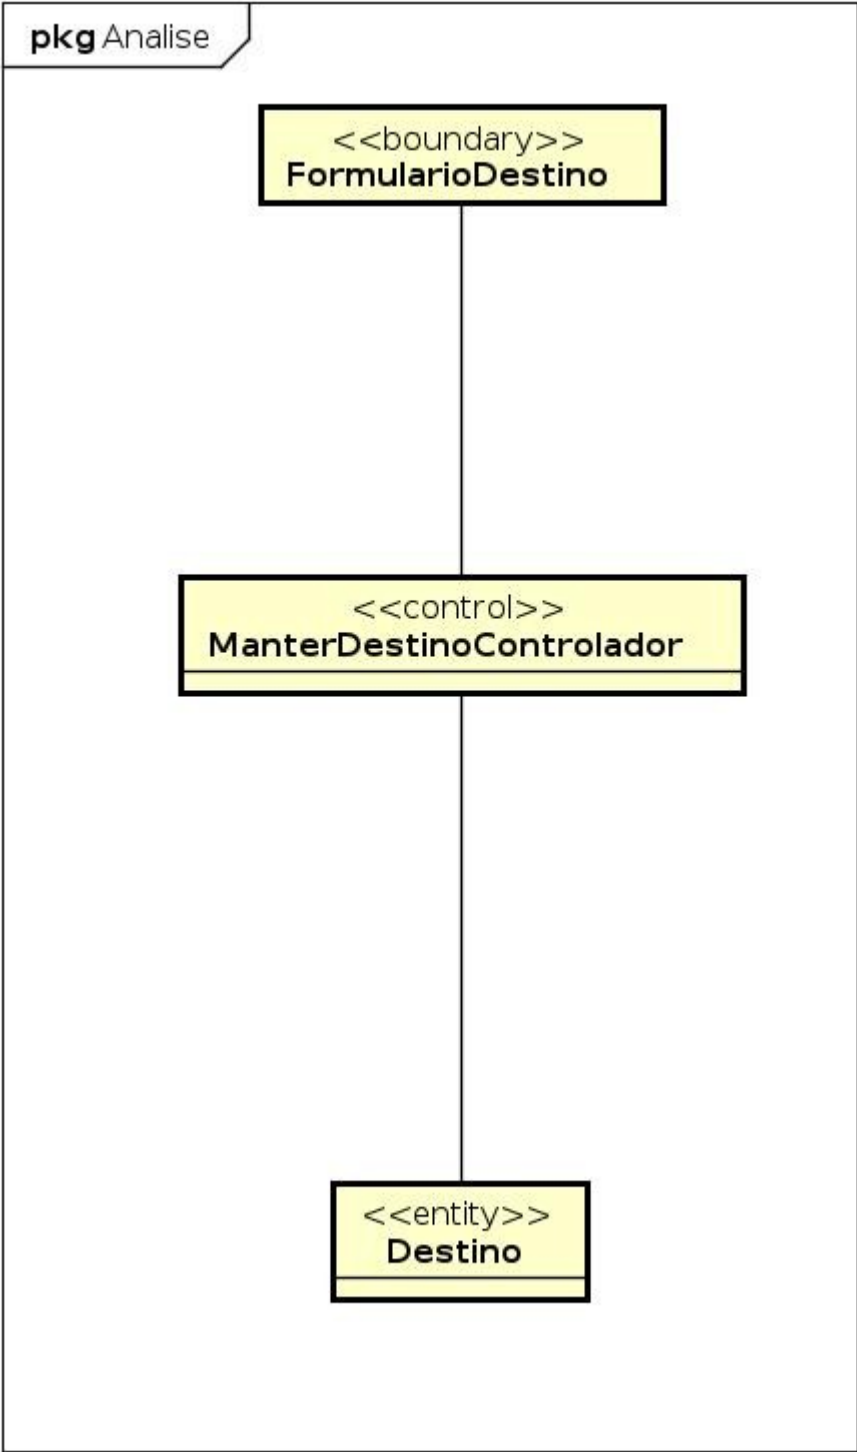 pkg Analise
<<boundary>>
FormularioDestino
<<control>>
ManterDestinoControlador
<<entity>>
Destino